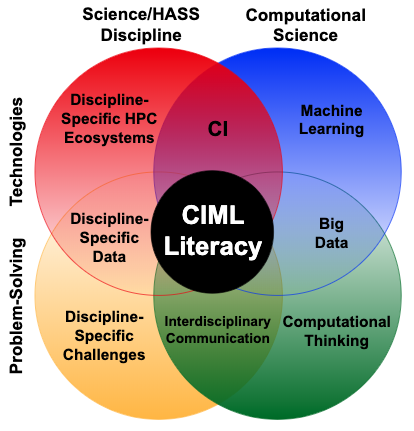 Science/HASS
Discipline
Computational
Science
Technologies
Problem-Solving
Discipline-
Specific HPC
Ecosystems
CI
Machine
Learning
Discipline-
Specific
Data
CIML
Literacy
Big
Data
Discipline-
Specific
Challenges
Interdisciplinary
Communication
Computational
Thinking